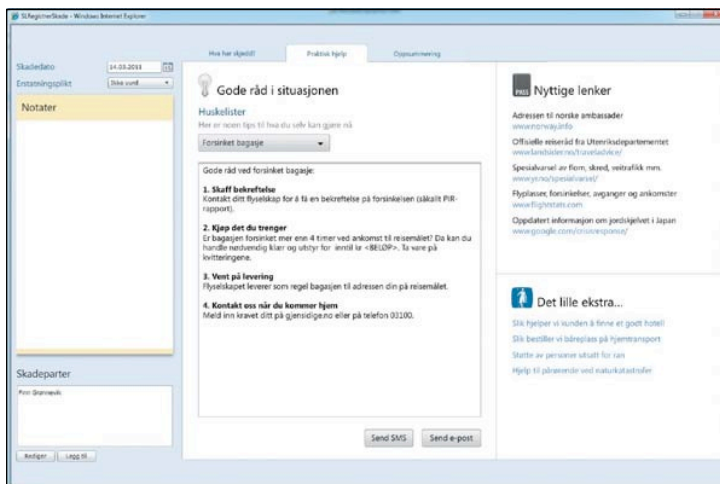 SLRegistrerSkade - Windows Internet Explorer
Hva har skjedd?
Praktisk hjelp
Oppsummering
Skadedato
14.03.2011
Erstatningsplikt
Ikke vurd
Notater
Skadeparter
Rediger
Legg til
Gode råd i situasjonen
Huskelister
Her er noen tips til hva du selv kan gjøre nå
Forsinket bagasje
Gode råd ved forsinket bagasje:
1. Skaff bekreftelse
Kontakt ditt flyselskap for å få en bekreftelse på forsinkelsen (såkalt PIR-
rapport).
2. Kjøp det du trenger
Er bagasjen forsinket mer enn 4 timer ved ankomst til reisemålet? Da kan du
handle nødvendig klær og utstyr for inntil kr <BELØP>. Ta vare på
kvitteringene.
3. Vent på levering
Flyselskapet leverer som regel bagasjen til adressen din på reisemålet.
4. Kontakt oss når du kommer hjem
Meld inn kravet ditt på gjensidige.no eller på telefon 03100.
Send SMS
Send e-post
PASS
Nyttige lenker
Adressen til norske ambassader
www.norway.info
Offisielle reiseråd fra Utenriksdepartementet
www.landsider.no/traveladvice/
Spesialvarsel av flom, skred, veitrafikk mm.
www.yr.no/spesialvarsel/
Flyplasser, forsinkelser, avganger og ankomster
www.flightstats.com
Oppdatert informasjon om jordskjelvet i Japan
www.google.com/crisisresponse/
Det lille ekstra...
Slik hjelper vi kunden å finne et godt hotell
Slik bestiller vi båreplass på hjemtransport
Støtte av personer utsatt for ran
Hjelp til pårørende ved naturkatastrofer